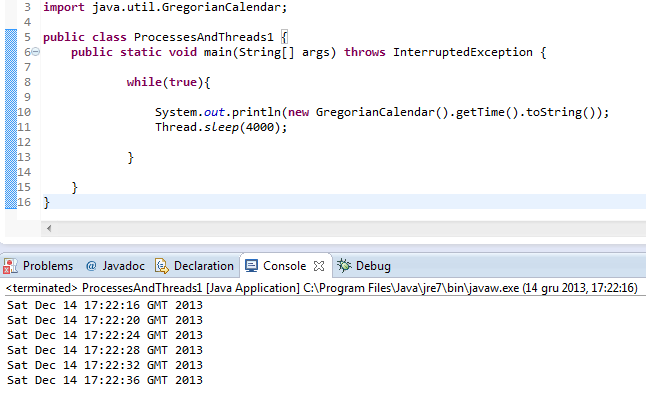 3 import java.util.GregorianCalendar;
4
5 public class ProcessesAndThreads1 {
6 public static void main(String[] args) throws InterruptedException {
7
8 while(true){
9
10 System.out.println(new GregorianCalendar().getTime().toString());
11 Thread.sleep(4000);
12
13 }
14
15 }
16 }
Problems @ Javadoc Declaration Console Debug
<terminated> ProcessesAndThreads1 [Java Application] C:\Program Files\Java\jre7\bin\javaw.exe (14 gru 2013, 17:22:16)
Sat Dec 14 17:22:16 GMT 2013
Sat Dec 14 17:22:20 GMT 2013
Sat Dec 14 17:22:24 GMT 2013
Sat Dec 14 17:22:28 GMT 2013
Sat Dec 14 17:22:32 GMT 2013
Sat Dec 14 17:22:36 GMT 2013